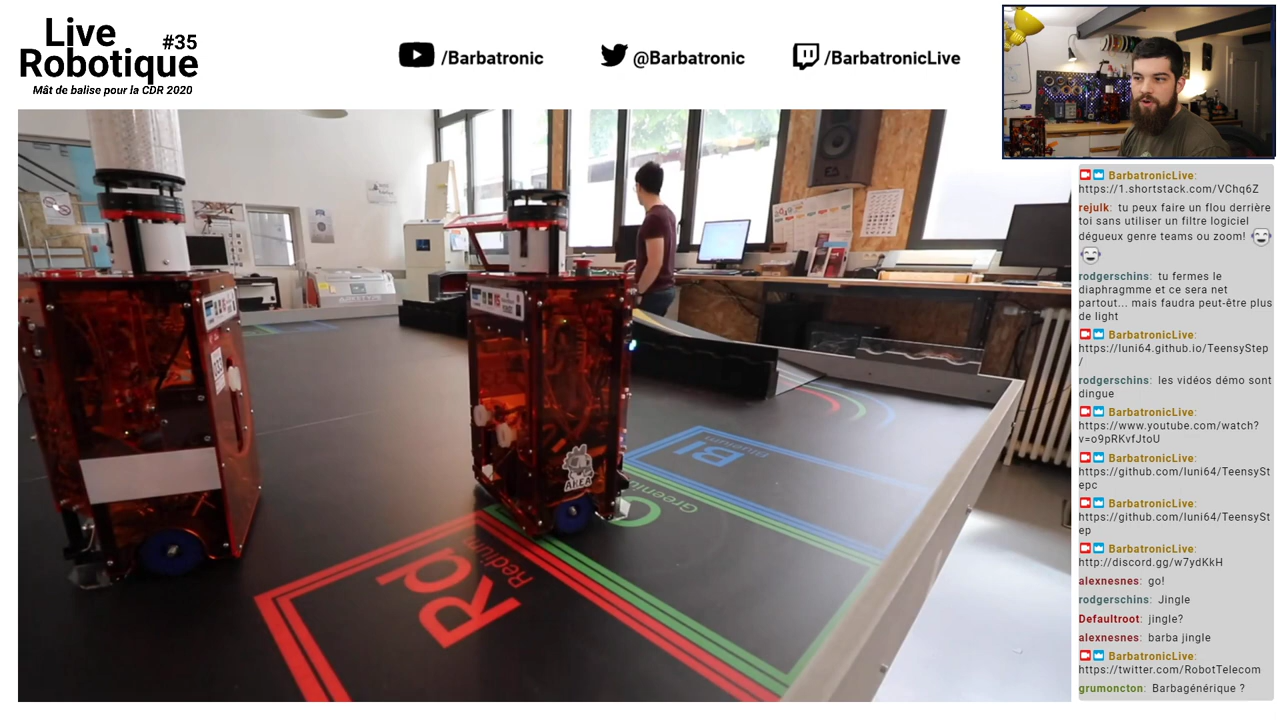 Live
Robotique #35
Mât de balise pour la CDR 2020
/Barbatronic
@Barbatronic
/BarbatronicLive
EA
AREA
Rd
Redium
Greenium
Bl
Blueium
BarbatronicLive:
https://1.shortstack.com/VChq6Z
rejulk: tu peux faire un flou derrière
toi sans utiliser un filtre logiciel
dégueux genre teams ou zoom!
rodgerschins: tu fermes le
diaphragmme et ce sera net
partout... mais faudra peut-être plus
de light
BarbatronicLive:
https://luni64.github.io/TeensyStep
/
rodgerschins: les vidéos démo sont
dingue
BarbatronicLive:
https://www.youtube.com/watch?
v=o9pRKvfJtoU
BarbatronicLive:
https://github.com/luni64/TeensySt
epc
BarbatronicLive:
https://github.com/luni64/TeensySt
ep
BarbatronicLive:
http://discord.gg/w7ydKkH
alexnesnes: go!
rodgerschins: Jingle
Defaultroot: jingle?
alexnesnes: barba jingle
BarbatronicLive:
https://twitter.com/RobotTelecom
grumoncton: Barbagénérique ?